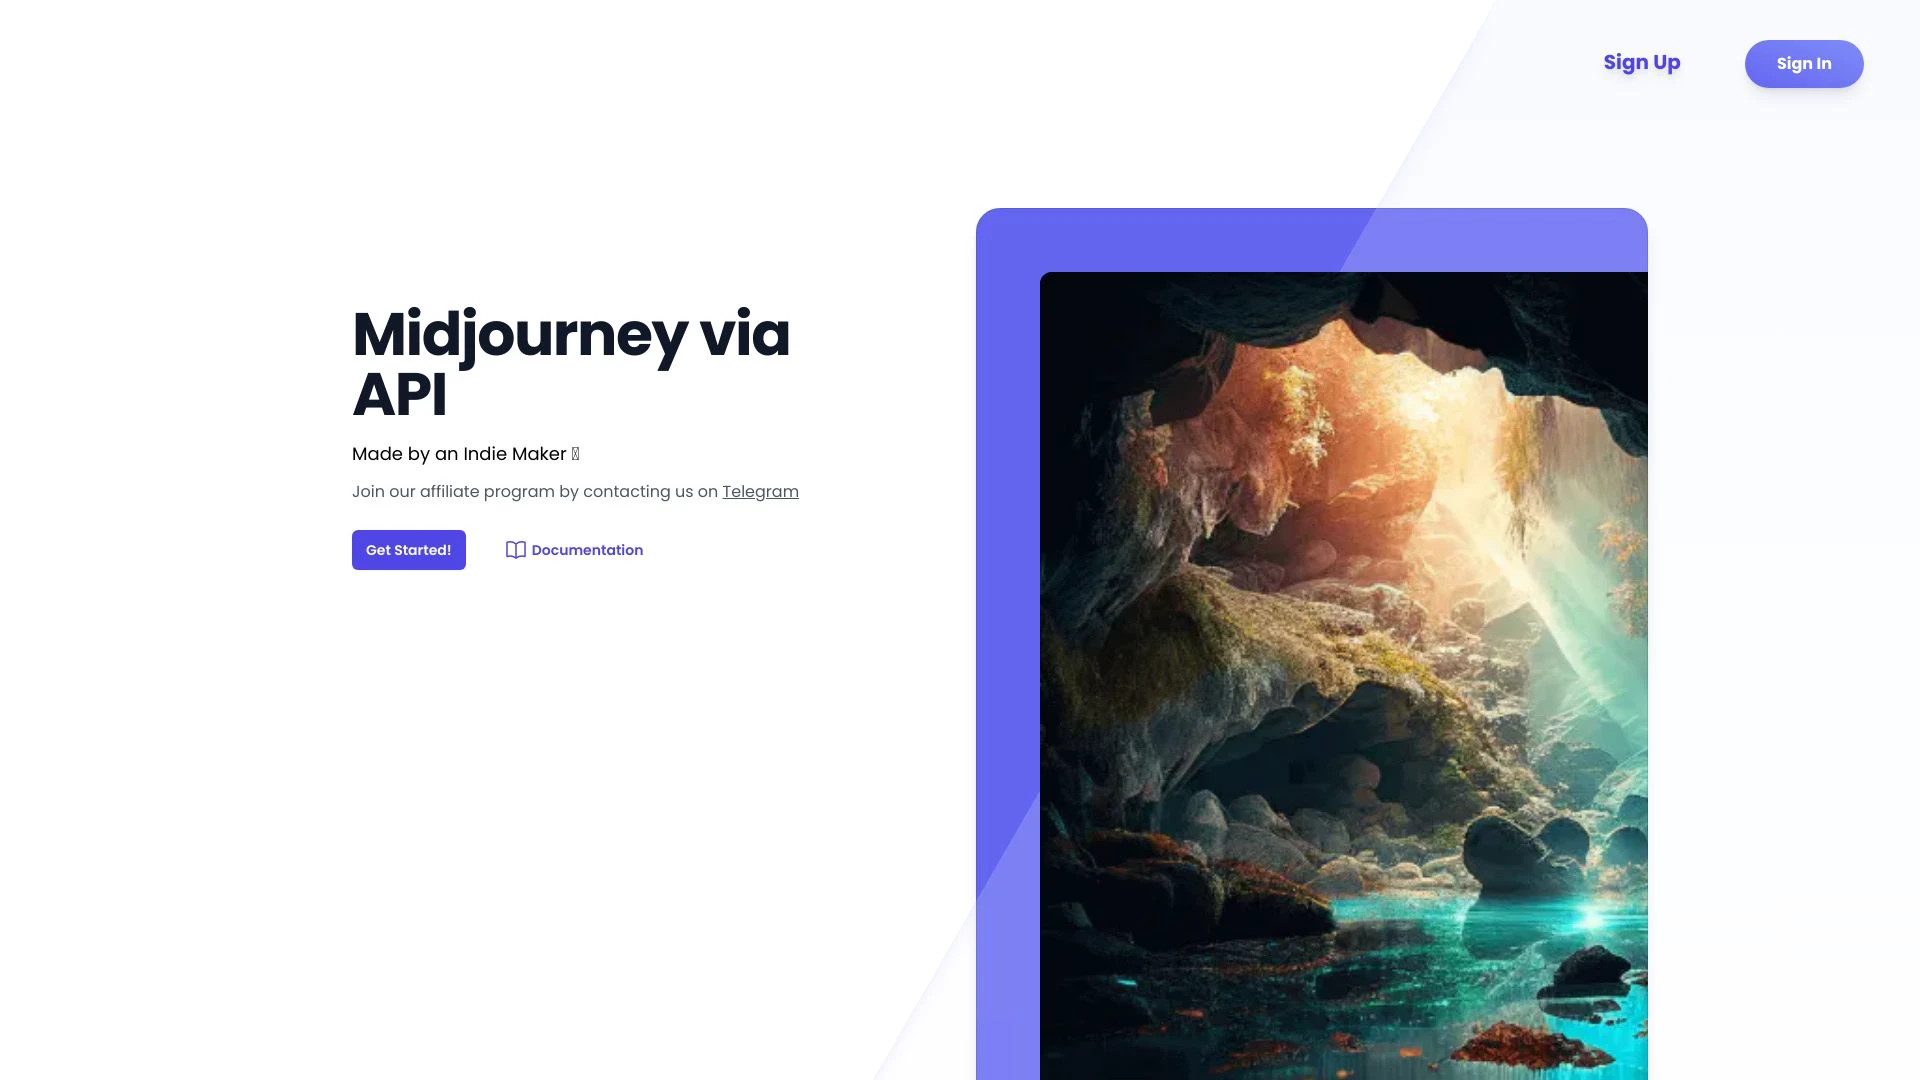 Sign Up
Sign In
Midjourney via
API
Made by an Indie Maker
Join our affiliate program by contacting us on Telegram
Get Started!
Documentation